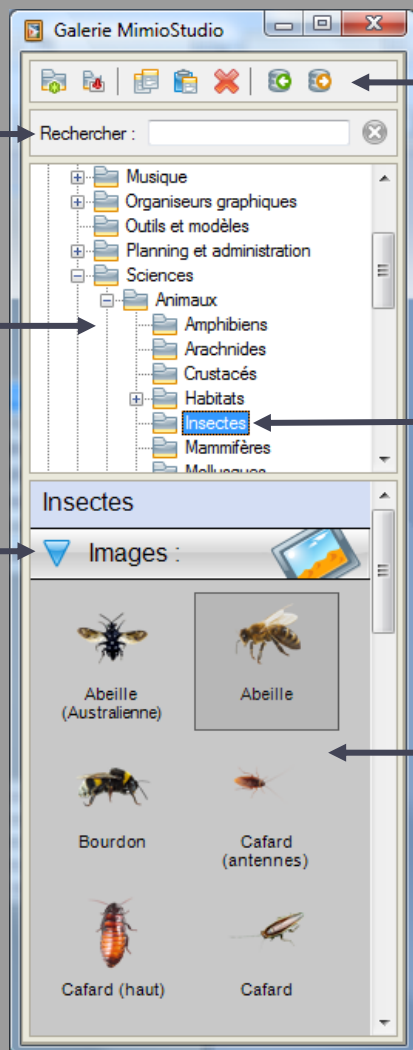 Galerie MimioStudio
Rechercher :
Musique
Organiseurs graphiques
Outils et modèles
Planning et administration
Sciences
Animaux
Amphibiens
Arachnides
Crustacés
Habitats
Insectes
Mammifères
Mollusques
Insectes
Images :
Abeille
(Australienne)
Abeille
Bourdon
Cafard
(antennes)
Cafard (haut)
Cafard